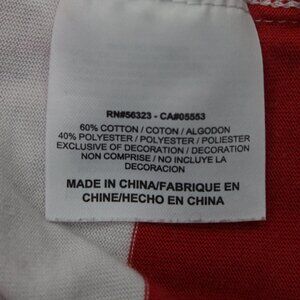 RN#56323 - CA#05553
60% COTTON / COTON / ALGODON
40% POLYESTER / POLYESTER / POLIESTER
EXCLUSIVE OF DECORATION / DECORATION
NON COMPRISE / NO INCLUYE LA
DECORACION
MADE IN CHINA/FABRIQUE EN
CHINE/HECHO EN CHINA